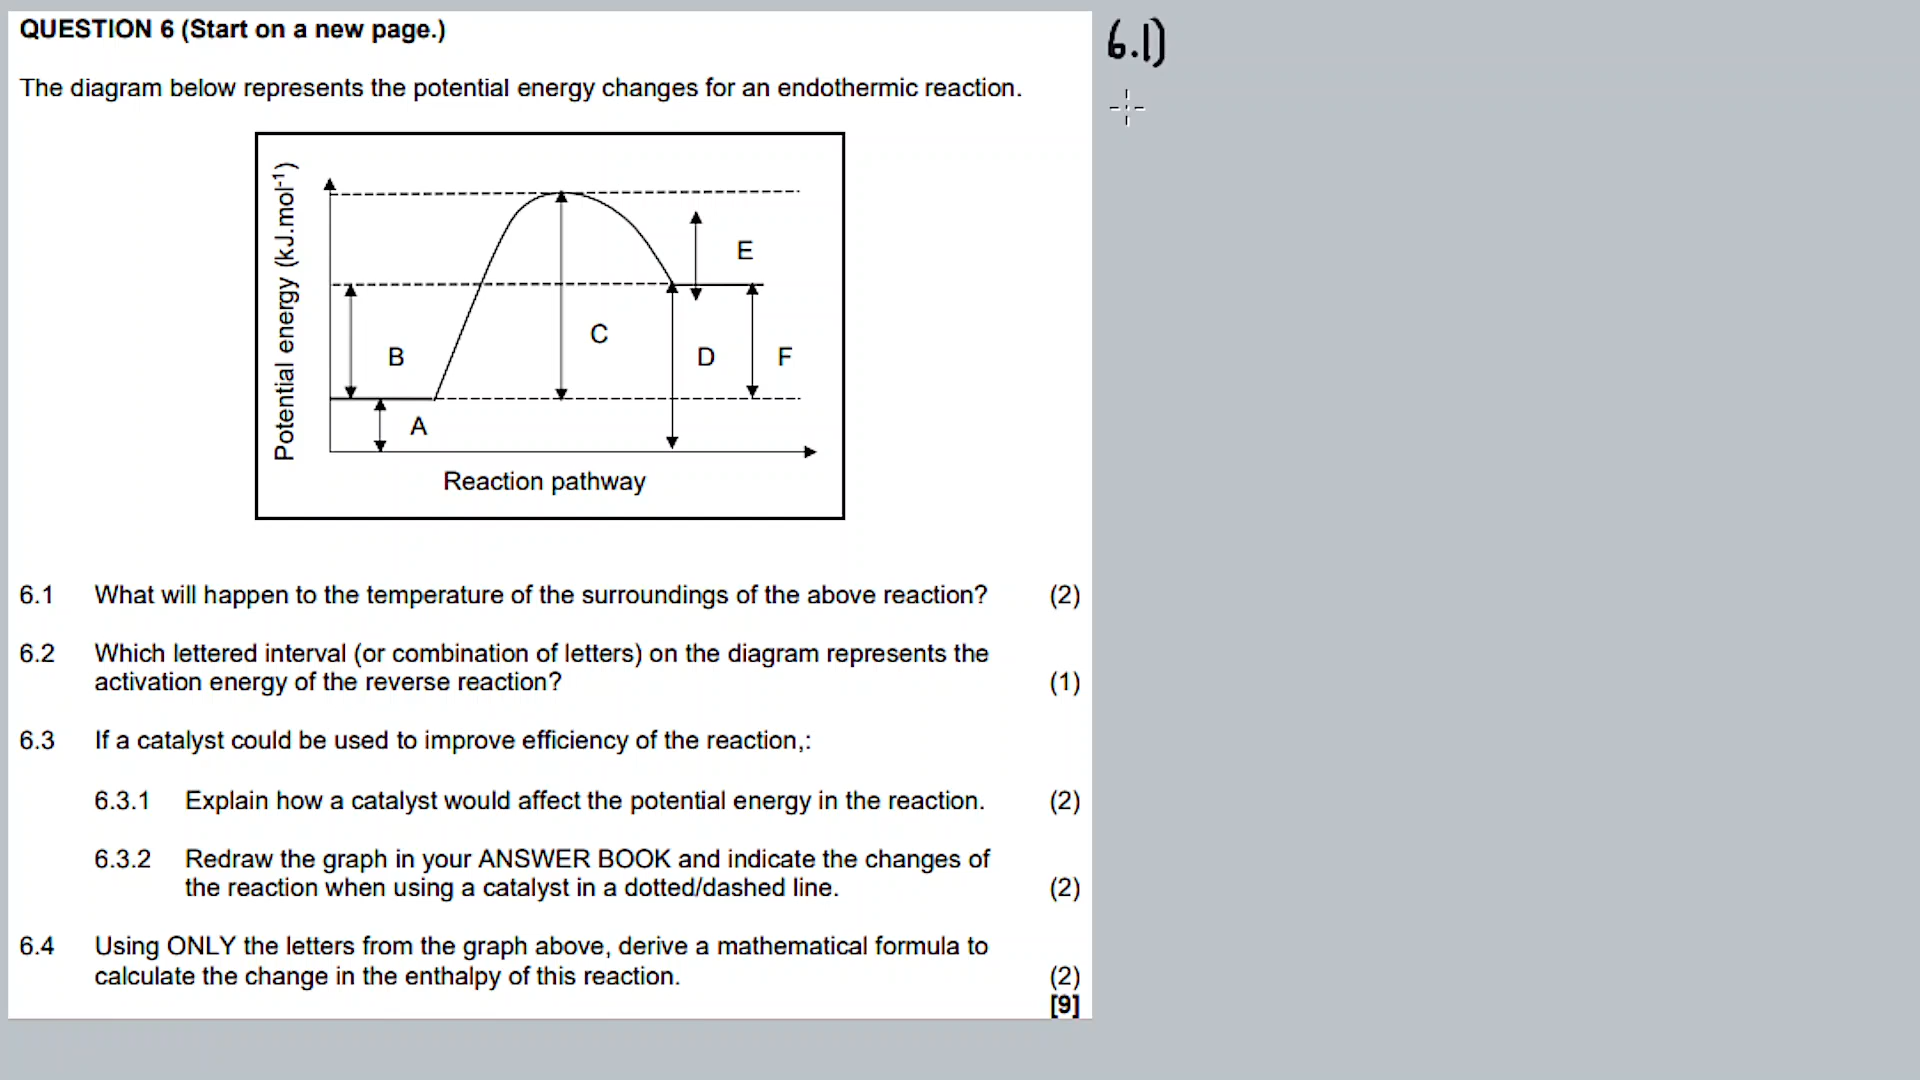 QUESTION 6 (Start on a new page.)
The diagram below represents the potential energy changes for an endothermic reaction.
Potential energy (kJ.mol⁻¹)
E
C
B
D
F
A
Reaction pathway
6.1 What will happen to the temperature of the surroundings of the above reaction? (2)
6.2 Which lettered interval (or combination of letters) on the diagram represents the
activation energy of the reverse reaction? (1)
6.3 If a catalyst could be used to improve efficiency of the reaction,:
6.3.1 Explain how a catalyst would affect the potential energy in the reaction. (2)
6.3.2 Redraw the graph in your ANSWER BOOK and indicate the changes of
the reaction when using a catalyst in a dotted/dashed line. (2)
6.4 Using ONLY the letters from the graph above, derive a mathematical formula to
calculate the change in the enthalpy of this reaction. (2)
[9]
6.1)